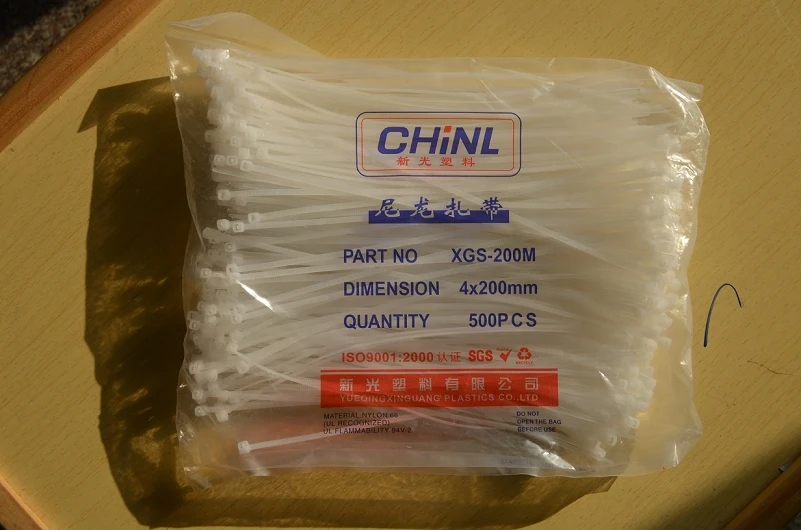 CHiNL
新光塑料
尼龙扎带
PART NO XGS-200M
DIMENSION 4x200mm
QUANTITY 500PCS
ISO9001:2000 认证 SGS
新光塑料有限公司
YUEQINGXINGUANG PLASTICS CO.,LTD
MATERIAL:NYLON 66
(UL RECOGNIZED)
UL FLAMMABILITY 94V-2
DO NOT
OPEN THE BAG
BEFORE USE